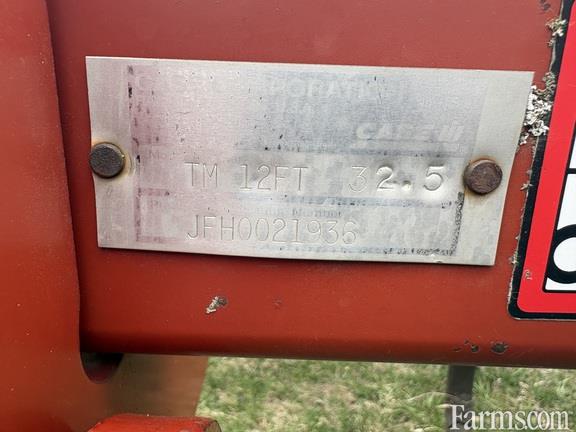 CASE IH
TM 12FT 32.5
JFH0021936
Farms.com